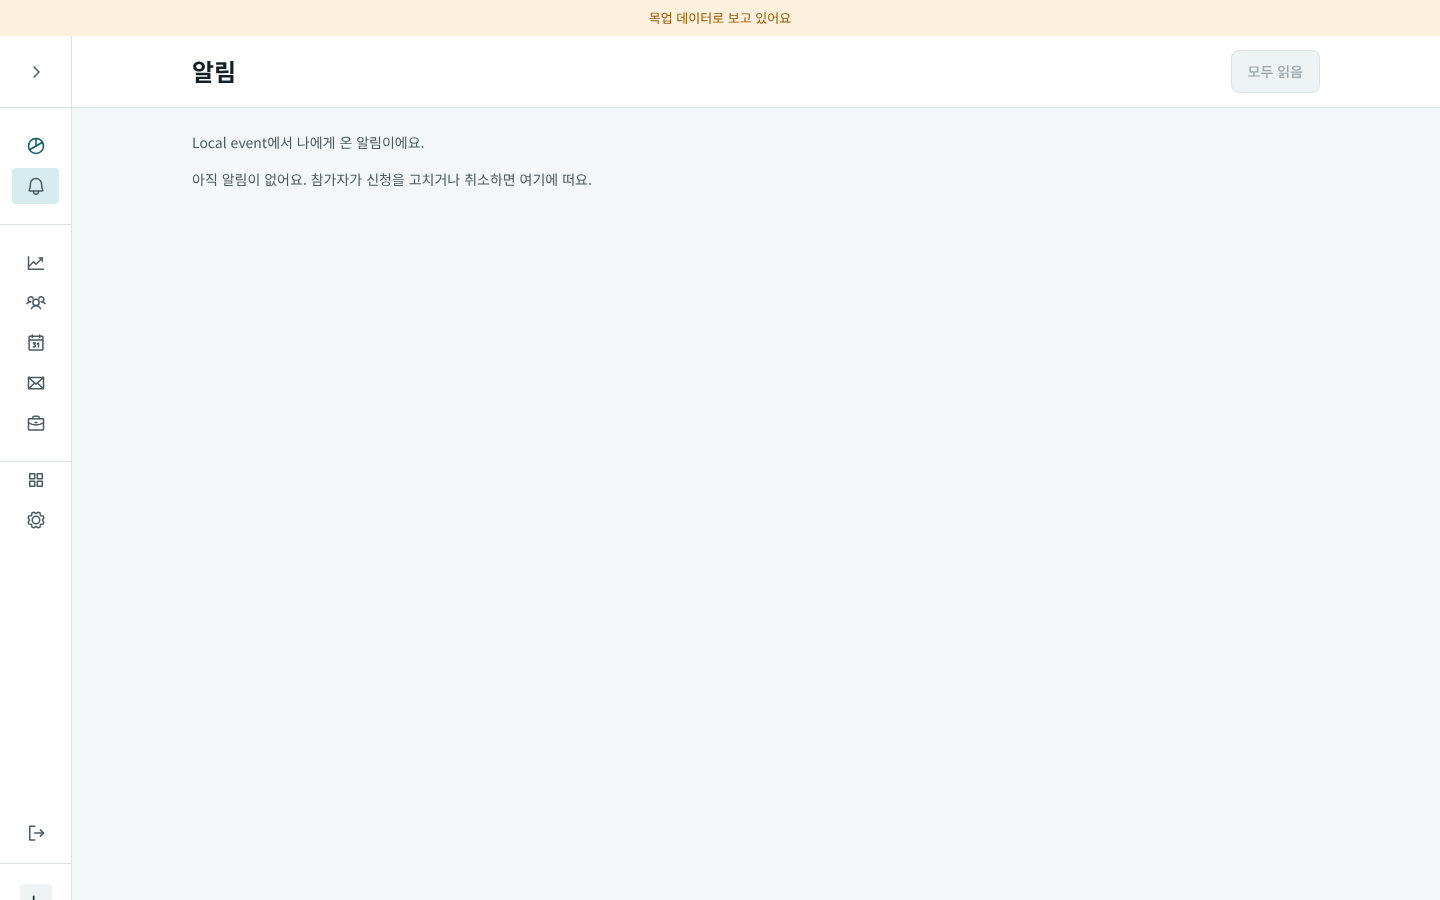 목업 데이터로 보고 있어요
알림
모두 읽음
Local event에서 나에게 온 알림이에요.
아직 알림이 없어요. 참가자가 신청을 고치거나 취소하면 여기에 떠요.
31